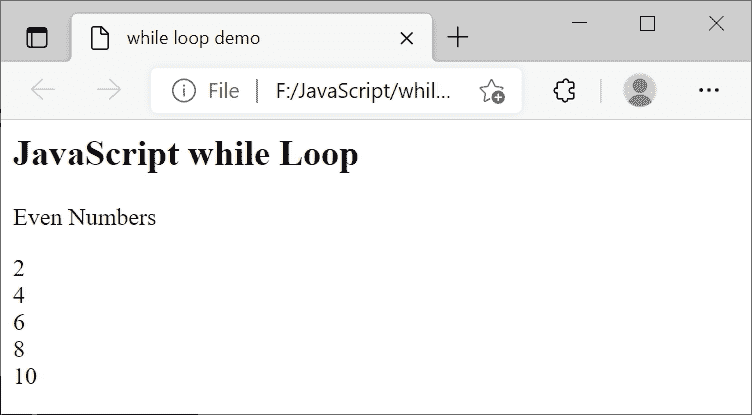 while loop demo
File | F:/JavaScript/whil...
JavaScript while Loop
Even Numbers
2
4
6
8
10